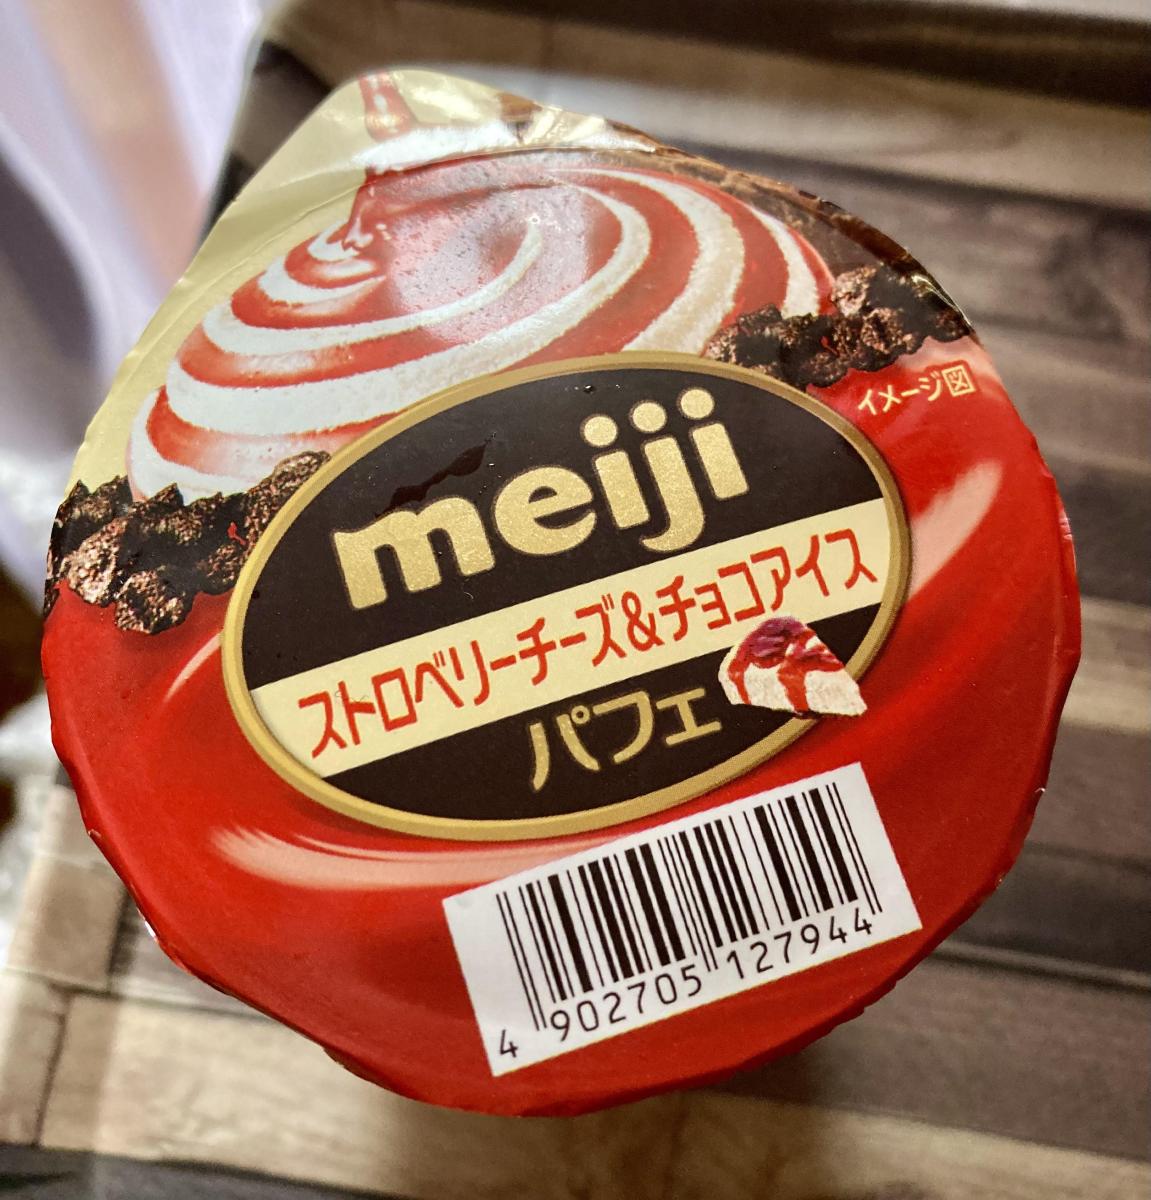 イメージ図
meiji
ストロベリーチーズ&チョコアイス
パフェ
4 902705 127944